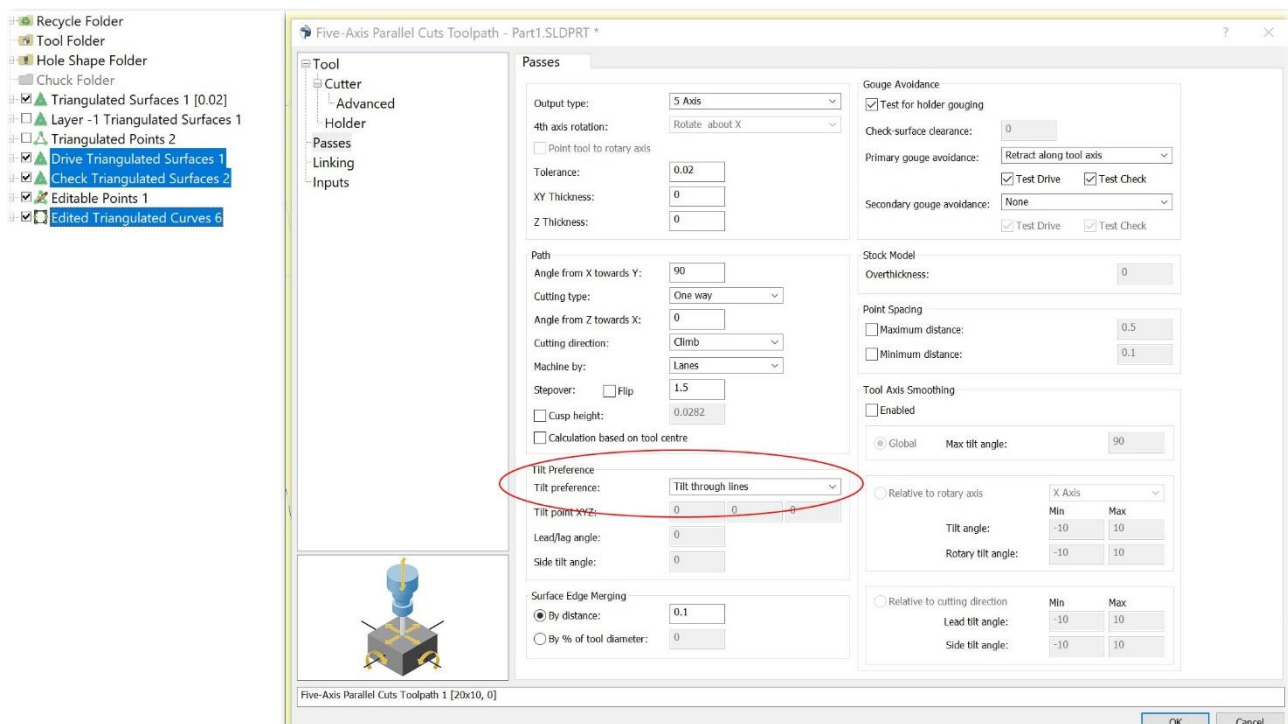 Recycle Folder
Tool Folder
Hole Shape Folder
Chuck Folder
Triangulated Surfaces 1 [0.02]
Layer -1 Triangulated Surfaces 1
Triangulated Points 2
Drive Triangulated Surfaces 1
Check Triangulated Surfaces 2
Editable Points 1
Edited Triangulated Curves 6
Five-Axis Parallel Cuts Toolpath - Part1.SLDPRT *
?
Tool
Cutter
Advanced
Holder
Passes
Linking
Inputs
Passes
Output type: 5 Axis
4th axis rotation: Rotate about X
Point tool to rotary axis
Tolerance: 0.02
XY Thickness: 0
Z Thickness: 0
Path
Angle from X towards Y: 90
Cutting type: One way
Angle from Z towards X: 0
Cutting direction: Climb
Machine by: Lanes
Stepover: Flip 1.5
Cusp height: 0.0282
Calculation based on tool centre
Tilt Preference
Tilt preference: Tilt through lines
Tilt point XYZ: 0 0 0
Lead/lag angle: 0
Side tilt angle: 0
Surface Edge Merging
By distance: 0.1
By % of tool diameter: 0
Gouge Avoidance
Test for holder gouging
Check-surface clearance: 0
Primary gouge avoidance: Retract along tool axis
Test Drive Test Check
Secondary gouge avoidance: None
Test Drive Test Check
Stock Model
Overthickness: 0
Point Spacing
Maximum distance: 0.5
Minimum distance: 0.1
Tool Axis Smoothing
Enabled
Global Max tilt angle: 90
Relative to rotary axis X Axis
Min Max
Tilt angle: -10 10
Rotary tilt angle: -10 10
Relative to cutting direction Min Max
Lead tilt angle: -10 10
Side tilt angle: -10 10
Five-Axis Parallel Cuts Toolpath 1 [20x10, 0]
OK Cancel